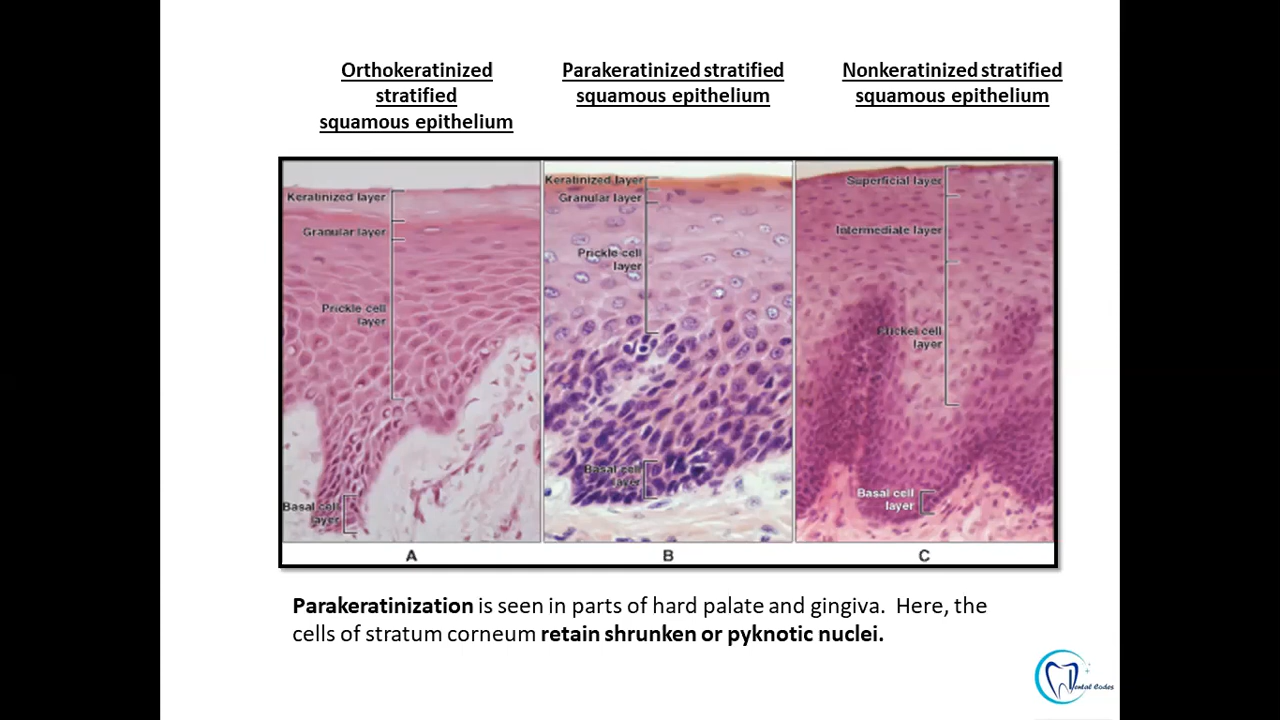 Orthokeratinized
stratified
squamous epithelium
Parakeratinized stratified
squamous epithelium
Nonkeratinized stratified
squamous epithelium
Keratinized layer
Granular layer
Prickle cell
layer
Basal cell
layer
A
Keratinized layer
Granular layer
Prickle cell
layer
Basal cell
layer
B
Superficial layer
Intermediate layer
Prickel cell
layer
Basal cell
layer
C
Parakeratinization is seen in parts of hard palate and gingiva. Here, the
cells of stratum corneum retain shrunken or pyknotic nuclei.
Dental Codes